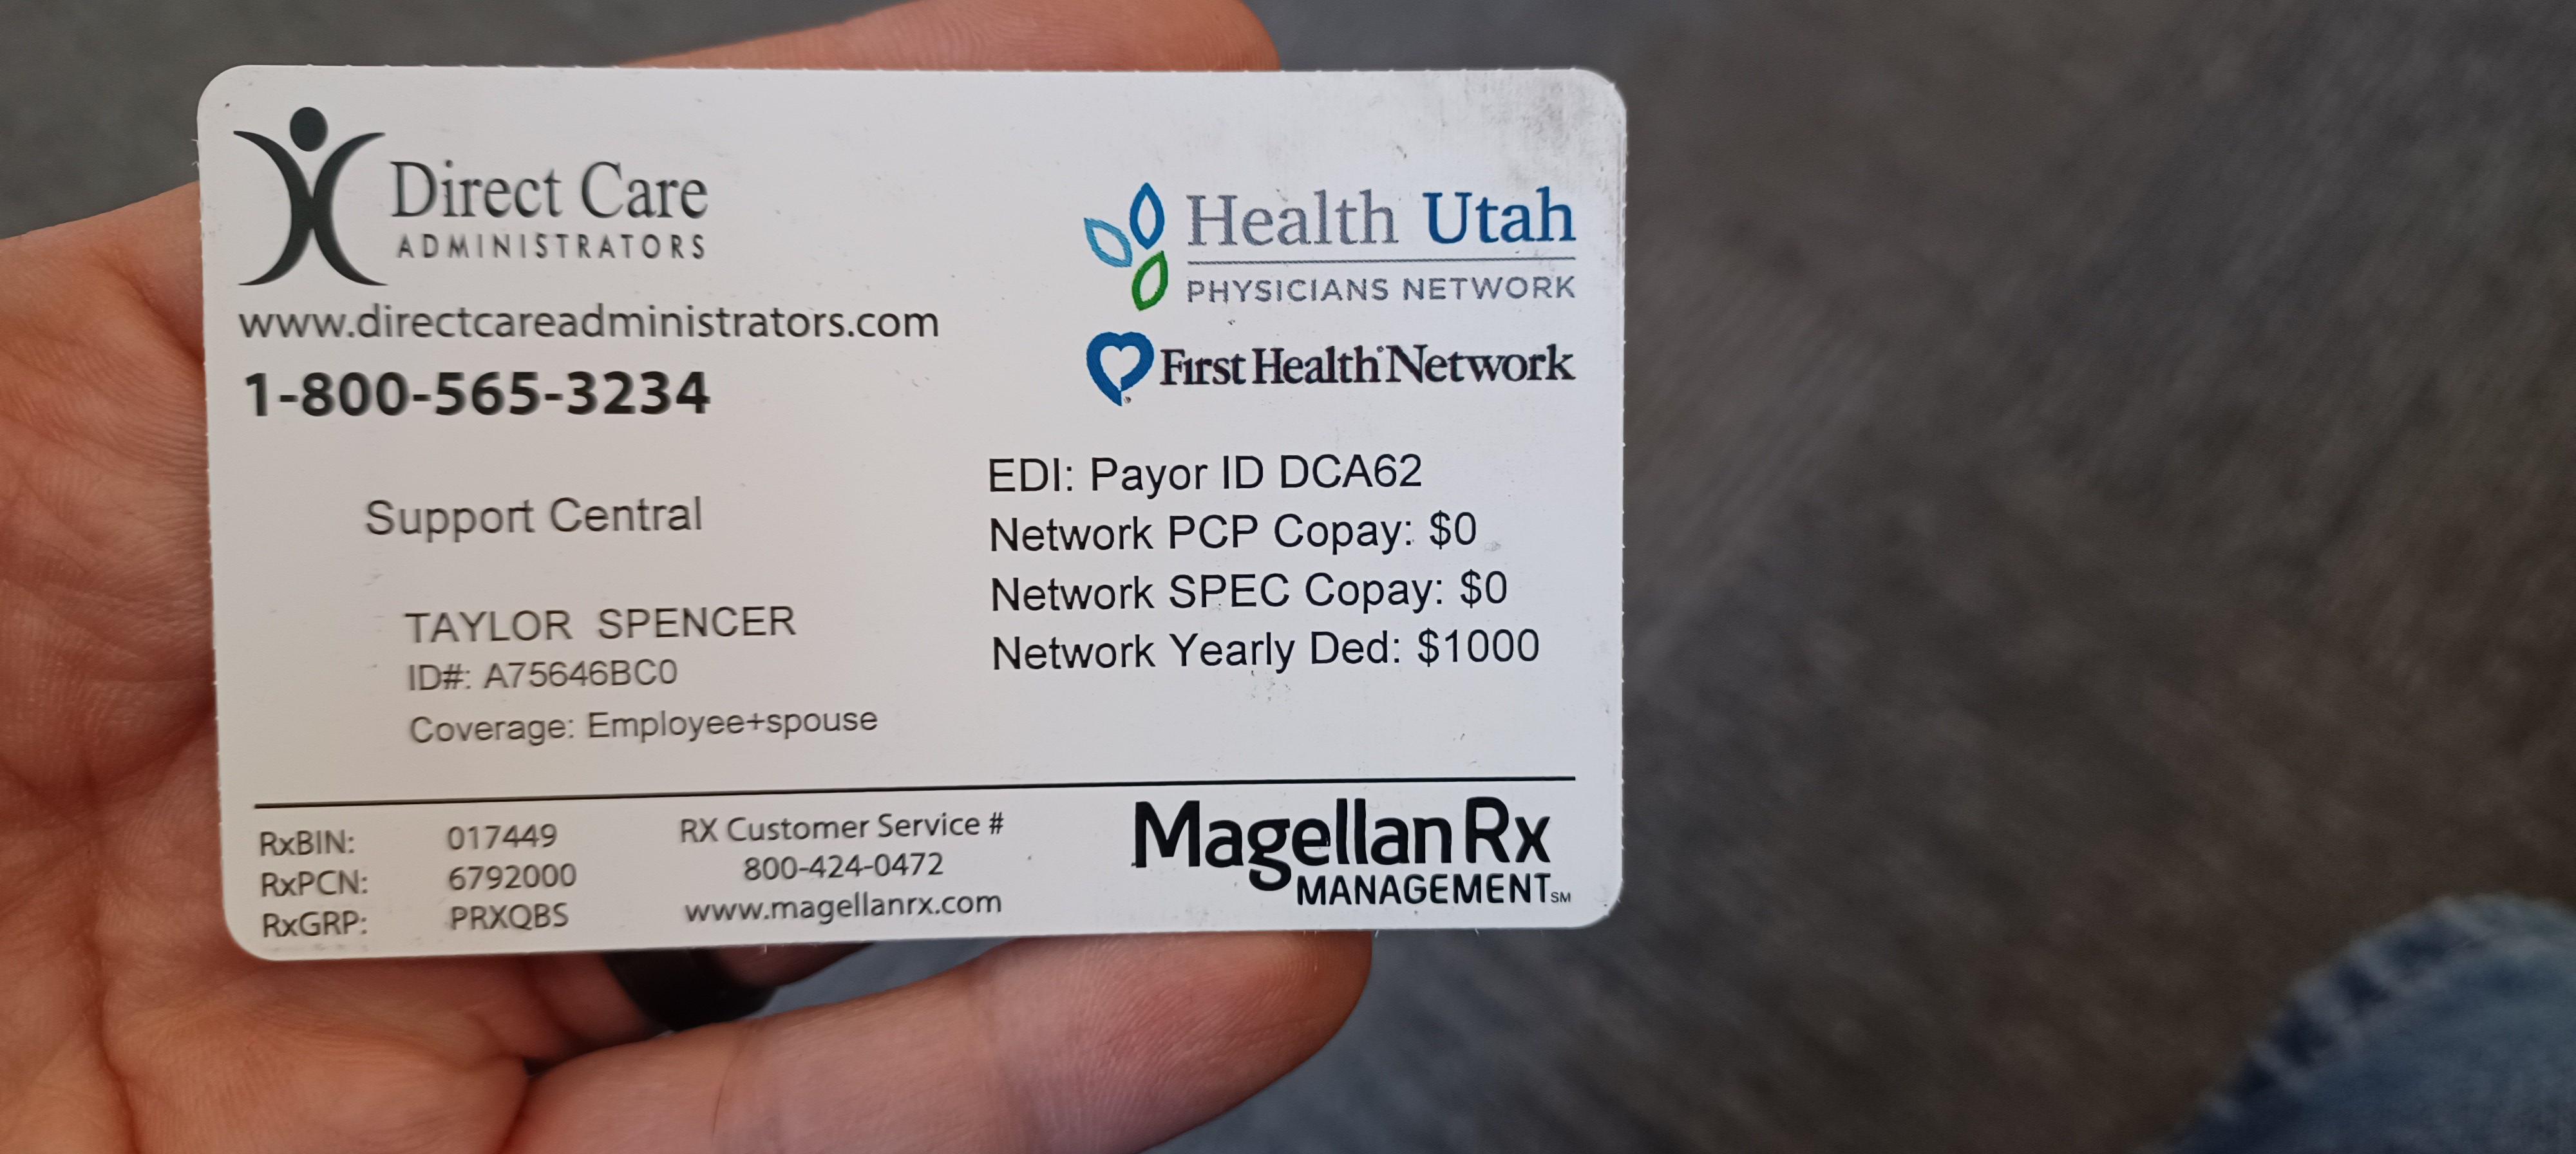 Direct Care
ADMINISTRATORS
www.directcareadministrators.com
1-800-565-3234
Health Utah
PHYSICIANS NETWORK
First Health Network
Support Central
TAYLOR SPENCER
ID#: A75646BC0
Coverage: Employee+spouse
EDI: Payor ID DCA62
Network PCP Copay: $0
Network SPEC Copay: $0
Network Yearly Ded: $1000
RxBIN: 017449
RxPCN: 6792000
RxGRP: PRXQBS
RX Customer Service #
800-424-0472
www.magellanrx.com
Magellan Rx
MANAGEMENT SM